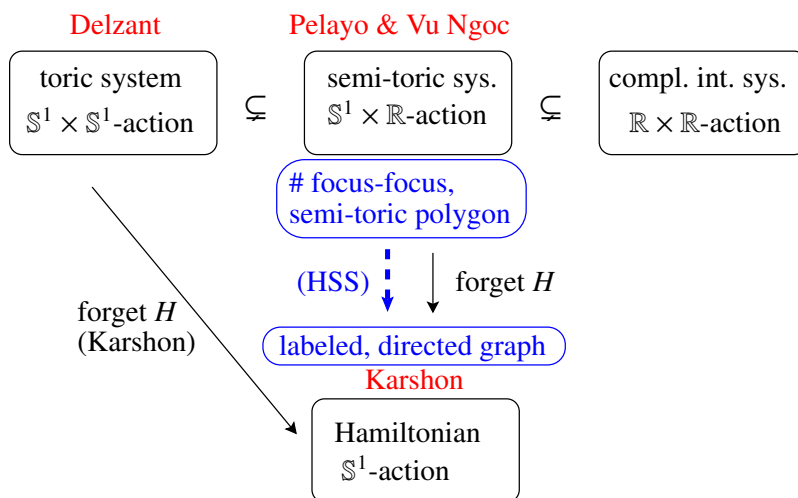 Delzant
Pelayo & Vu Ngoc
toric system
𝕊¹ × 𝕊¹-action
⊊
semi-toric sys.
𝕊¹ × ℝ-action
⊊
compl. int. sys.
ℝ × ℝ-action
# focus-focus,
semi-toric polygon
(HSS)
forget H
forget H
(Karshon)
labeled, directed graph
Karshon
Hamiltonian
𝕊¹-action